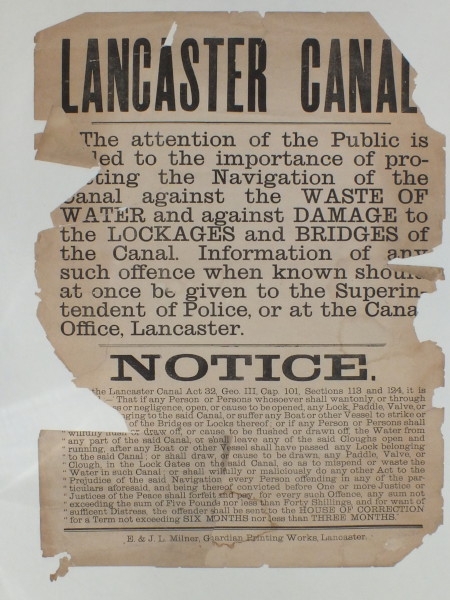 LANCASTER CANAL
The attention of the Public is
led to the importance of pro-
cting the Navigation of the
Canal against the WASTE OF
WATER and against DAMAGE to
the LOCKAGES and BRIDGES of
the Canal. Information of any
such offence when known should
at once be given to the Superin-
tendent of Police, or at the Canal
Office, Lancaster.
NOTICE.
the Lancaster Canal Act 32, Geo. III, Cap. 101, Sections 113 and 124, it is
That if any Person or Persons whosoever shall wantonly, or through
or negligence, open, or cause to be opened, any Lock, Paddle, Valve, or
nging to the said Canal, or suffer any Boat or other Vessel to strike or
of the Bridges or Locks thereof; or if any Person or Persons shall
wilfully flush or draw off, or cause to be flushed or drawn off, the Water from
any part of the said Canal, or shall leave any of the said Cloughs open and
running, after any Boat or other Vessel shall have passed any Lock belonging
to the said Canal; or shall draw, or cause to be drawn, any Paddle, Valve, or
Clough, in the Lock Gates on the said Canal, so as to mispend or waste the
Water in such Canal; or shall wilfully or maliciously do any other Act to the
Prejudice of the said Navigation every Person offending in any of the par-
ticulars aforesaid, and being thereof convicted before One or more Justice or
Justices of the Peace shall forfeit and pay, for every such Offence, any sum not
exceeding the sum of Five Pounds nor less than Forty Shillings, and for want of
sufficent Distress, the offender shall be sent to the HOUSE OF CORRECTION
for a Term not exceeding SIX MONTHS nor less than THREE MONTHS."
E. & J. L. Milner, Guardian Printing Works, Lancaster.